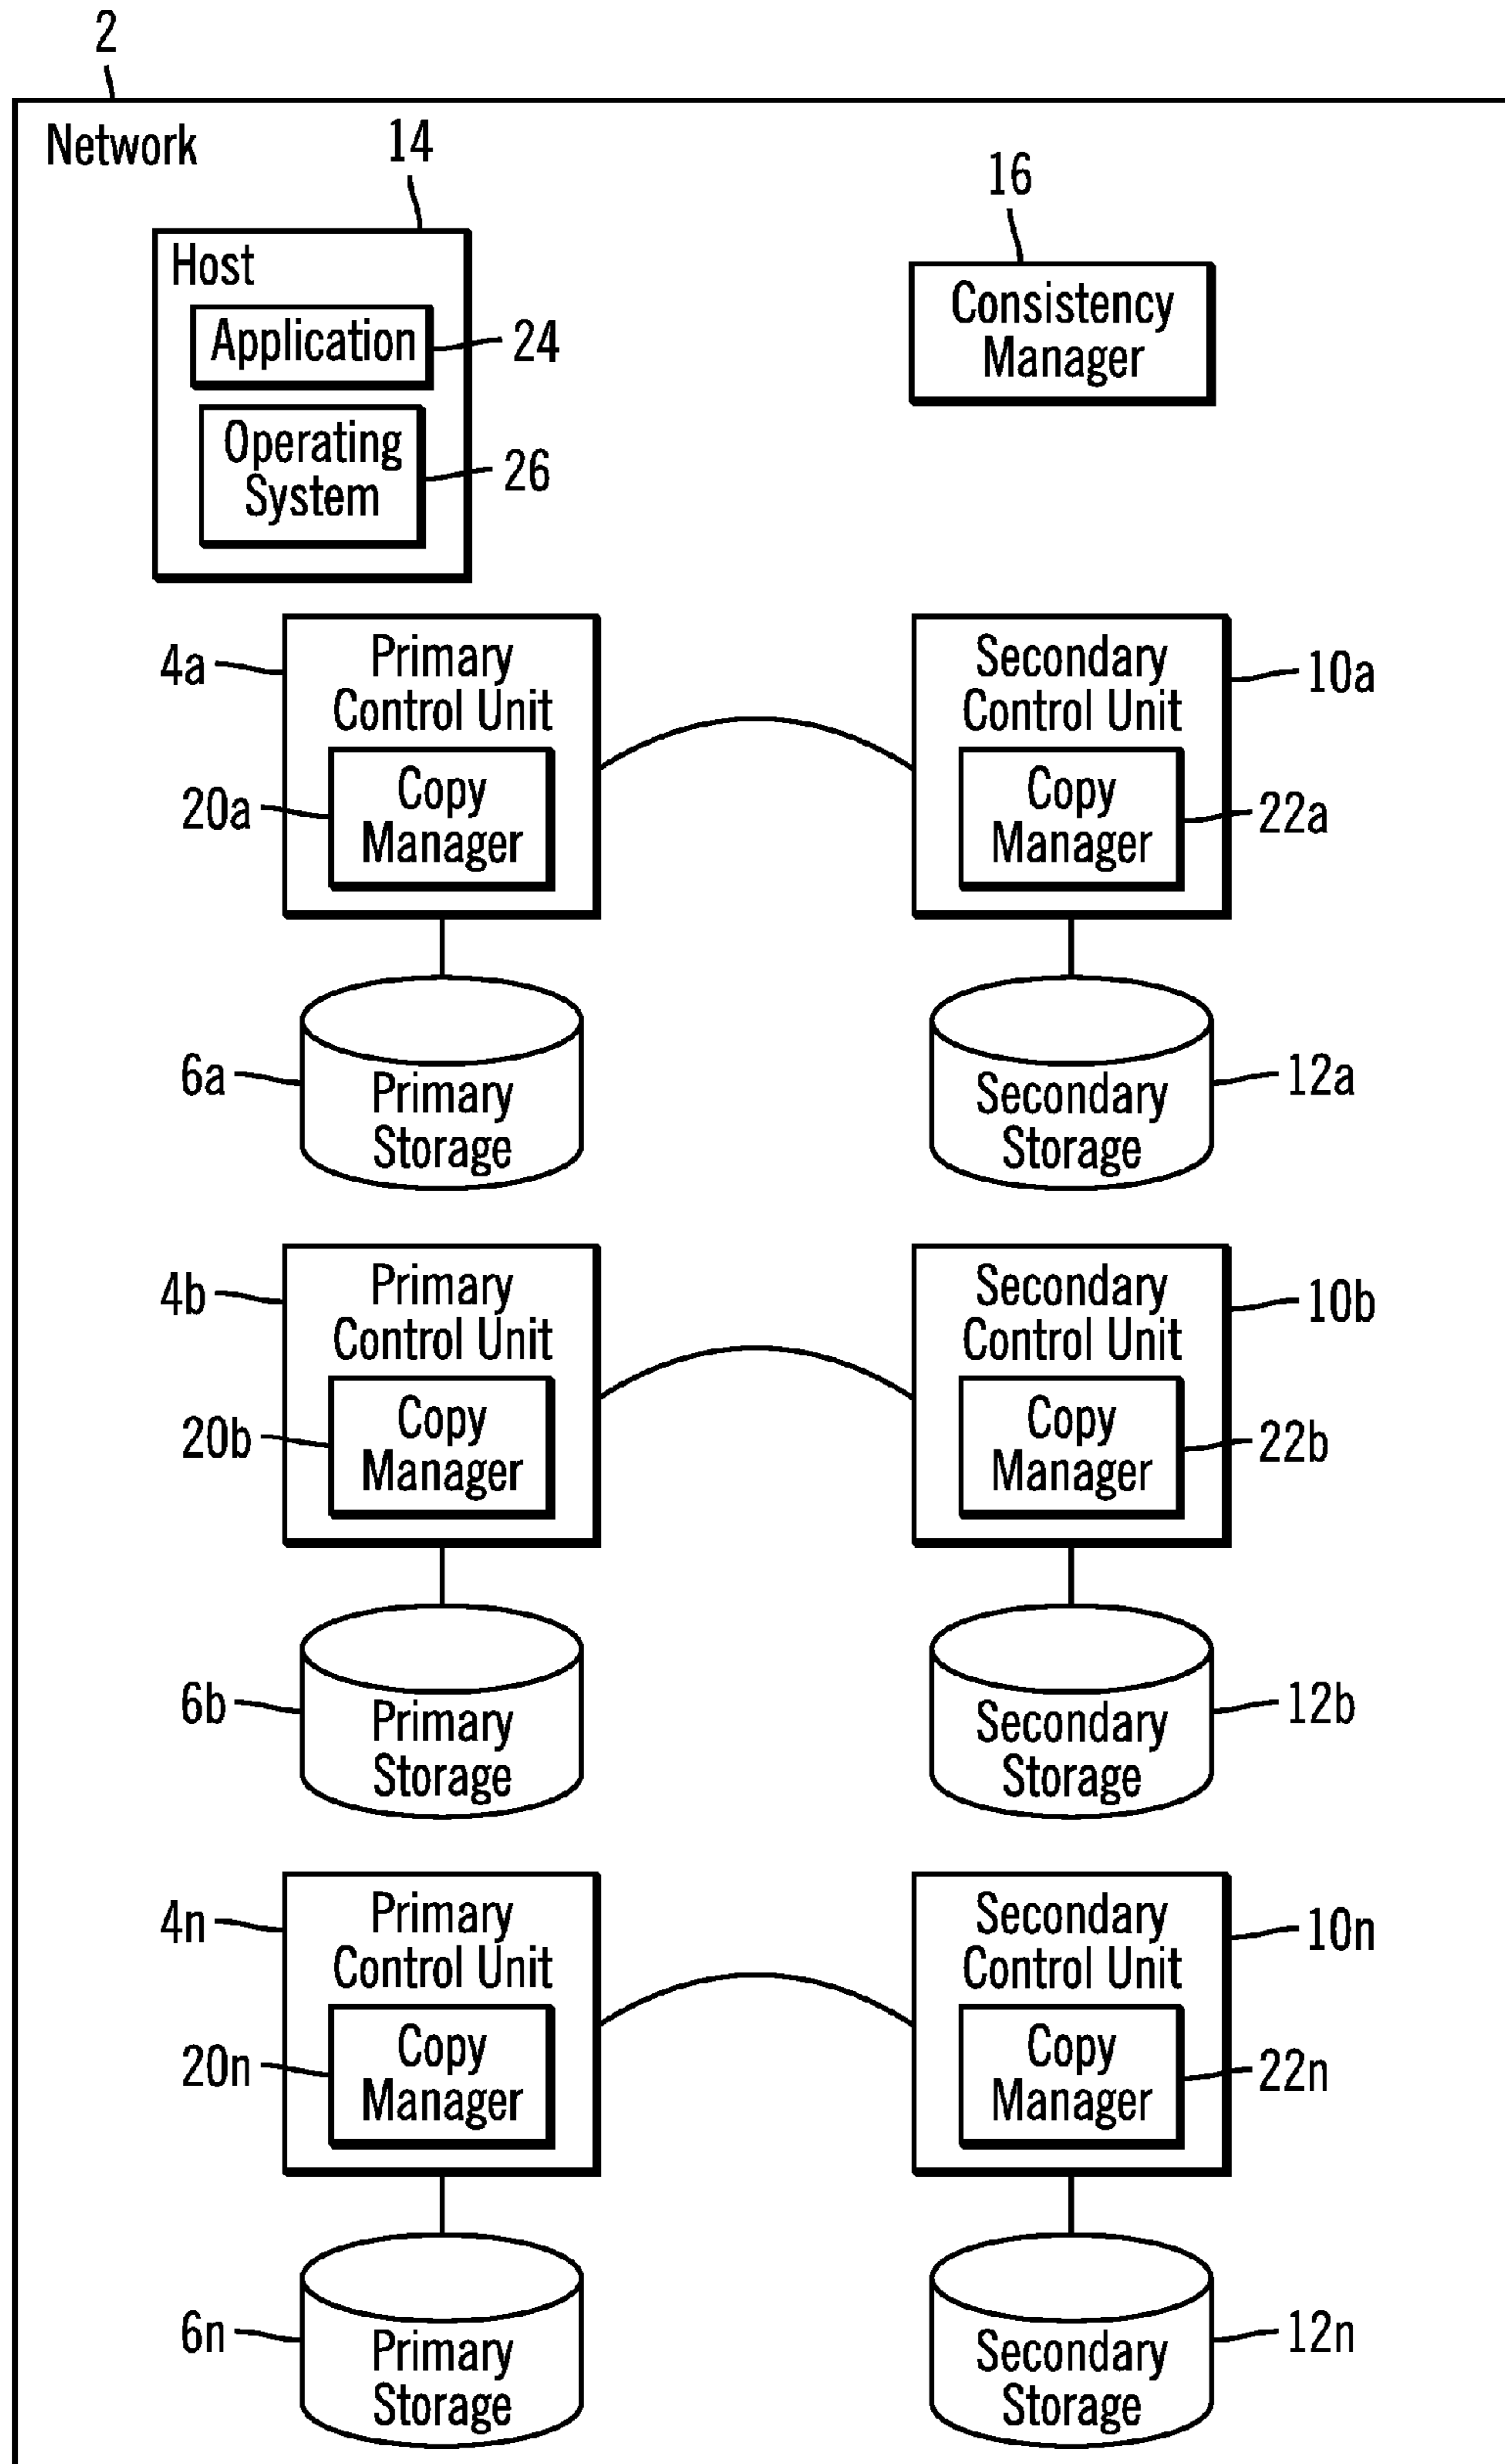 2
Network
14
16
Host
Application
24
Operating
System
26
Consistency
Manager
4a
Primary
Control Unit
20a
Copy
Manager
Secondary
Control Unit
10a
Copy
Manager
22a
6a
Primary
Storage
Secondary
Storage
12a
4b
Primary
Control Unit
20b
Copy
Manager
Secondary
Control Unit
10b
Copy
Manager
22b
6b
Primary
Storage
Secondary
Storage
12b
4n
Primary
Control Unit
20n
Copy
Manager
Secondary
Control Unit
10n
Copy
Manager
22n
6n
Primary
Storage
Secondary
Storage
12n